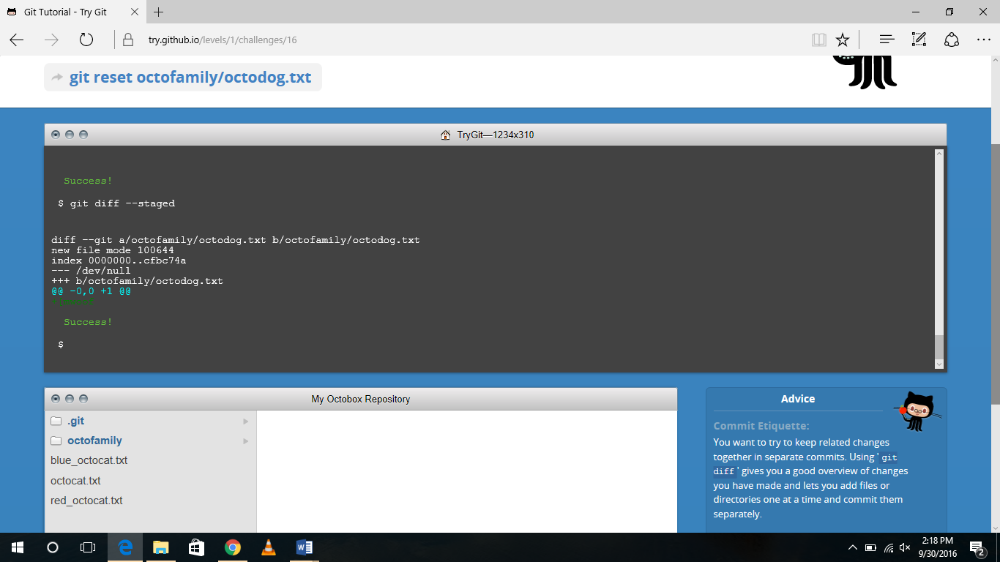 Git Tutorial - Try Git
try.github.io/levels/1/challenges/16
git reset octofamily/octodog.txt
TryGit—1234x310
Success!
$ git diff --staged
diff --git a/octofamily/octodog.txt b/octofamily/octodog.txt
new file mode 100644
index 0000000..cfbc74a
--- /dev/null
+++ b/octofamily/octodog.txt
@@ -0,0 +1 @@
Success!
$
My Octobox Repository
.git
octofamily
blue_octocat.txt
octocat.txt
red_octocat.txt
Advice
Commit Etiquette:
You want to try to keep related changes
together in separate commits. Using 'git
diff' gives you a good overview of changes
you have made and lets you add files or
directories one at a time and commit them
separately.
2:18 PM
9/30/2016
2